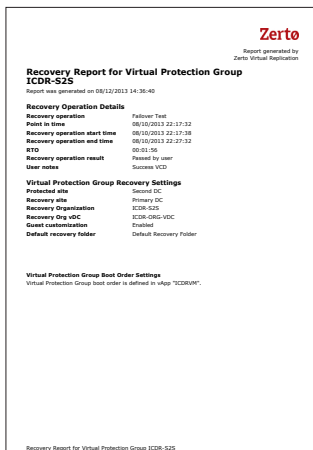 Zertø
Report generated by
Zerto Virtual Replication
Recovery Report for Virtual Protection Group
ICDR-S2S
Report was generated on 08/12/2013 14:36:40
Recovery Operation Details
Recovery operation Failover Test
Point in time 08/10/2013 22:17:32
Recovery operation start time 08/10/2013 22:17:38
Recovery operation end time 08/10/2013 22:27:32
RTO 00:01:56
Recovery operation result Passed by user
User notes Success VCD
Virtual Protection Group Recovery Settings
Protected site Second DC
Recovery site Primary DC
Recovery Organization ICDR-S2S
Recovery Org vDC ICDR-ORG-VDC
Guest customization Enabled
Default recovery folder Default Recovery Folder
Virtual Protection Group Boot Order Settings
Virtual Protection Group boot order is defined in vApp "ICDRVM".
Recovery Report for Virtual Protection Group ICDR-S2S